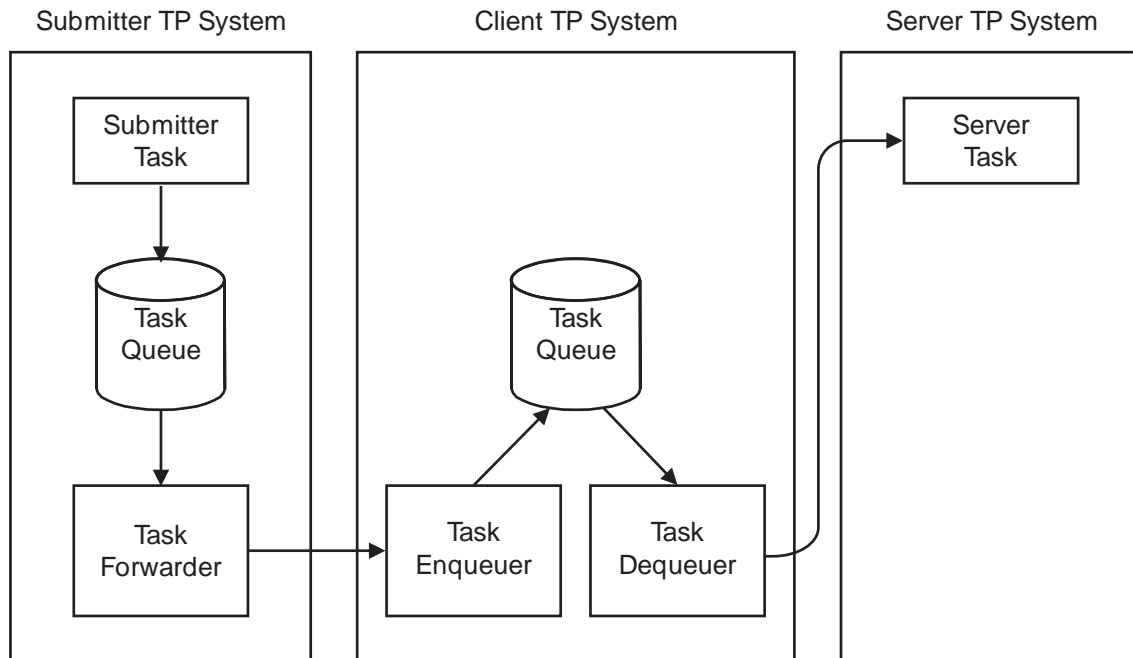 Submitter TP System
Client TP System
Server TP System
Submitter
Task
Server
Task
Task
Queue
Task
Queue
Task
Forwarder
Task
Enqueuer
Task
Dequeuer